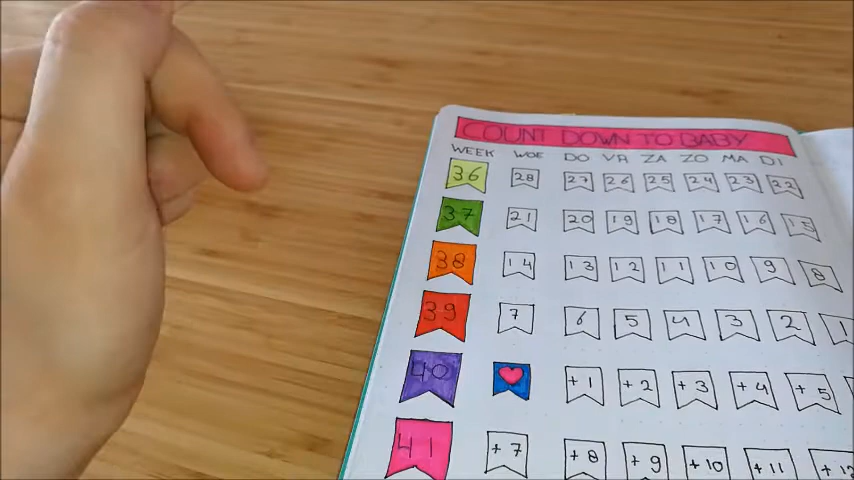 COUNT DOWN TO BABY
WEEK WOE DO VR ZA ZO MA DI
36 28 27 26 25 24 23 22
37 21 20 19 18 17 16 15
38 14 13 12 11 10 9 8
39 7 6 5 4 3 2 1
40 +1 +2 +3 +4 +5
41 +7 +8 +9 +10 +11